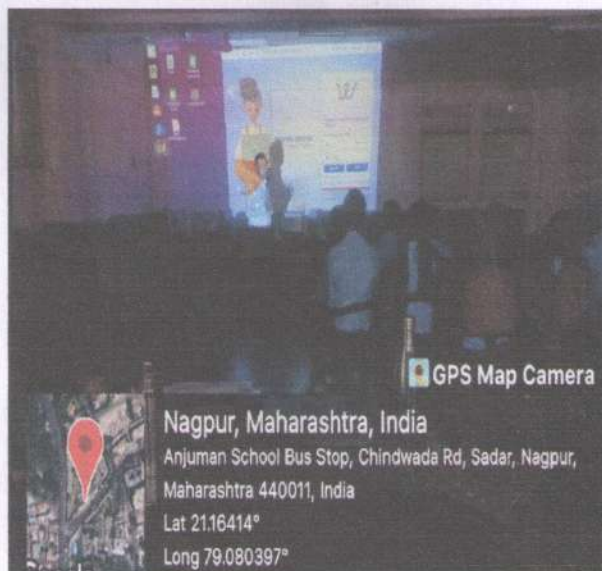 GPS Map Camera
Nagpur, Maharashtra, India
Anjuman School Bus Stop, Chindwada Rd, Sadar, Nagpur,
Maharashtra 440011, India
Lat 21.16414°
Long 79.080397°